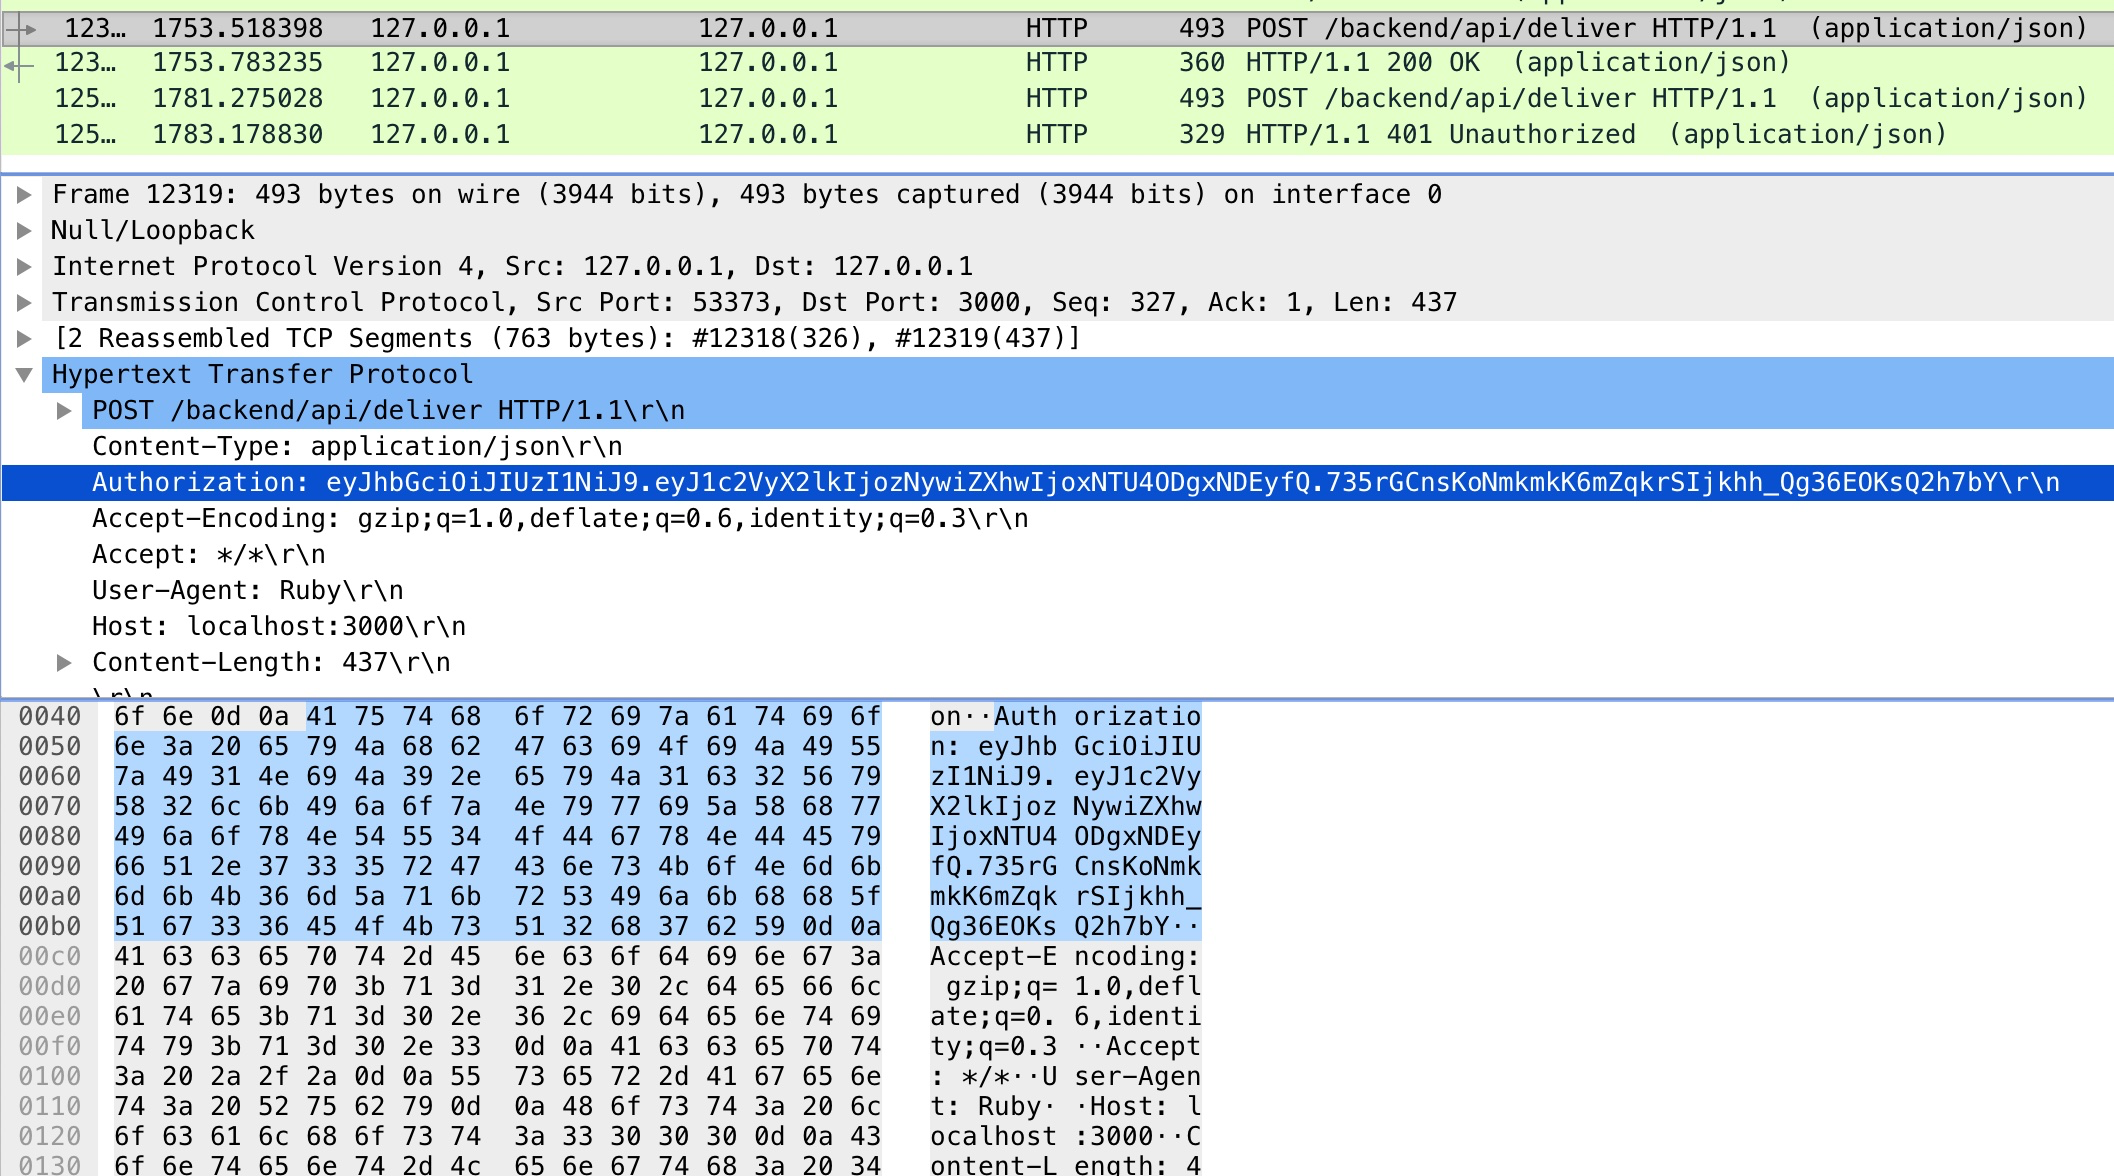 123… 1753.518398 127.0.0.1 127.0.0.1 HTTP 493 POST /backend/api/deliver HTTP/1.1 (application/json)
123… 1753.783235 127.0.0.1 127.0.0.1 HTTP 360 HTTP/1.1 200 OK (application/json)
125… 1781.275028 127.0.0.1 127.0.0.1 HTTP 493 POST /backend/api/deliver HTTP/1.1 (application/json)
125… 1783.178830 127.0.0.1 127.0.0.1 HTTP 329 HTTP/1.1 401 Unauthorized (application/json)
Frame 12319: 493 bytes on wire (3944 bits), 493 bytes captured (3944 bits) on interface 0
Null/Loopback
Internet Protocol Version 4, Src: 127.0.0.1, Dst: 127.0.0.1
Transmission Control Protocol, Src Port: 53373, Dst Port: 3000, Seq: 327, Ack: 1, Len: 437
[2 Reassembled TCP Segments (763 bytes): #12318(326), #12319(437)]
Hypertext Transfer Protocol
POST /backend/api/deliver HTTP/1.1\r\n
Content-Type: application/json\r\n
Authorization: eyJhbGciOiJIUzI1NiJ9.eyJ1c2VyX2lkIjozNywiZXhwIjoxNTU4ODgxNDEyfQ.735rGCnsKoNmkmkK6mZqkrSIjkhh_Qg36EOKsQ2h7bY\r\n
Accept-Encoding: gzip;q=1.0,deflate;q=0.6,identity;q=0.3\r\n
Accept: */*\r\n
User-Agent: Ruby\r\n
Host: localhost:3000\r\n
Content-Length: 437\r\n
\r\n
0040 6f 6e 0d 0a 41 75 74 68 6f 72 69 7a 61 74 69 6f on··Auth orizatio
0050 6e 3a 20 65 79 4a 68 62 47 63 69 4f 69 4a 49 55 n: eyJhb GciOiJIU
0060 7a 49 31 4e 69 4a 39 2e 65 79 4a 31 63 32 56 79 zI1NiJ9. eyJ1c2Vy
0070 58 32 6c 6b 49 6a 6f 7a 4e 79 77 69 5a 58 68 77 X2lkIjoz NywiZXhw
0080 49 6a 6f 78 4e 54 55 34 4f 44 67 78 4e 44 45 79 IjoxNTU4 ODgxNDEy
0090 66 51 2e 37 33 35 72 47 43 6e 73 4b 6f 4e 6d 6b fQ.735rG CnsKoNmk
00a0 6d 6b 4b 36 6d 5a 71 6b 72 53 49 6a 6b 68 68 5f mkK6mZqk rSIjkhh_
00b0 51 67 33 36 45 4f 4b 73 51 32 68 37 62 59 0d 0a Qg36EOKs Q2h7bY··
00c0 41 63 63 65 70 74 2d 45 6e 63 6f 64 69 6e 67 3a Accept-E ncoding:
00d0 20 67 7a 69 70 3b 71 3d 31 2e 30 2c 64 65 66 6c gzip;q= 1.0,defl
00e0 61 74 65 3b 71 3d 30 2e 36 2c 69 64 65 6e 74 69 ate;q=0. 6,identi
00f0 74 79 3b 71 3d 30 2e 33 0d 0a 41 63 63 65 70 74 ty;q=0.3 ··Accept
0100 3a 20 2a 2f 2a 0d 0a 55 73 65 72 2d 41 67 65 6e : */*··U ser-Agen
0110 74 3a 20 52 75 62 79 0d 0a 48 6f 73 74 3a 20 6c t: Ruby· ·Host: l
0120 6f 63 61 6c 68 6f 73 74 3a 33 30 30 30 0d 0a 43 ocalhost :3000··C
0130 6f 6e 74 65 6e 74 2d 4c 65 6e 67 74 68 3a 20 34 ontent-L ength: 4